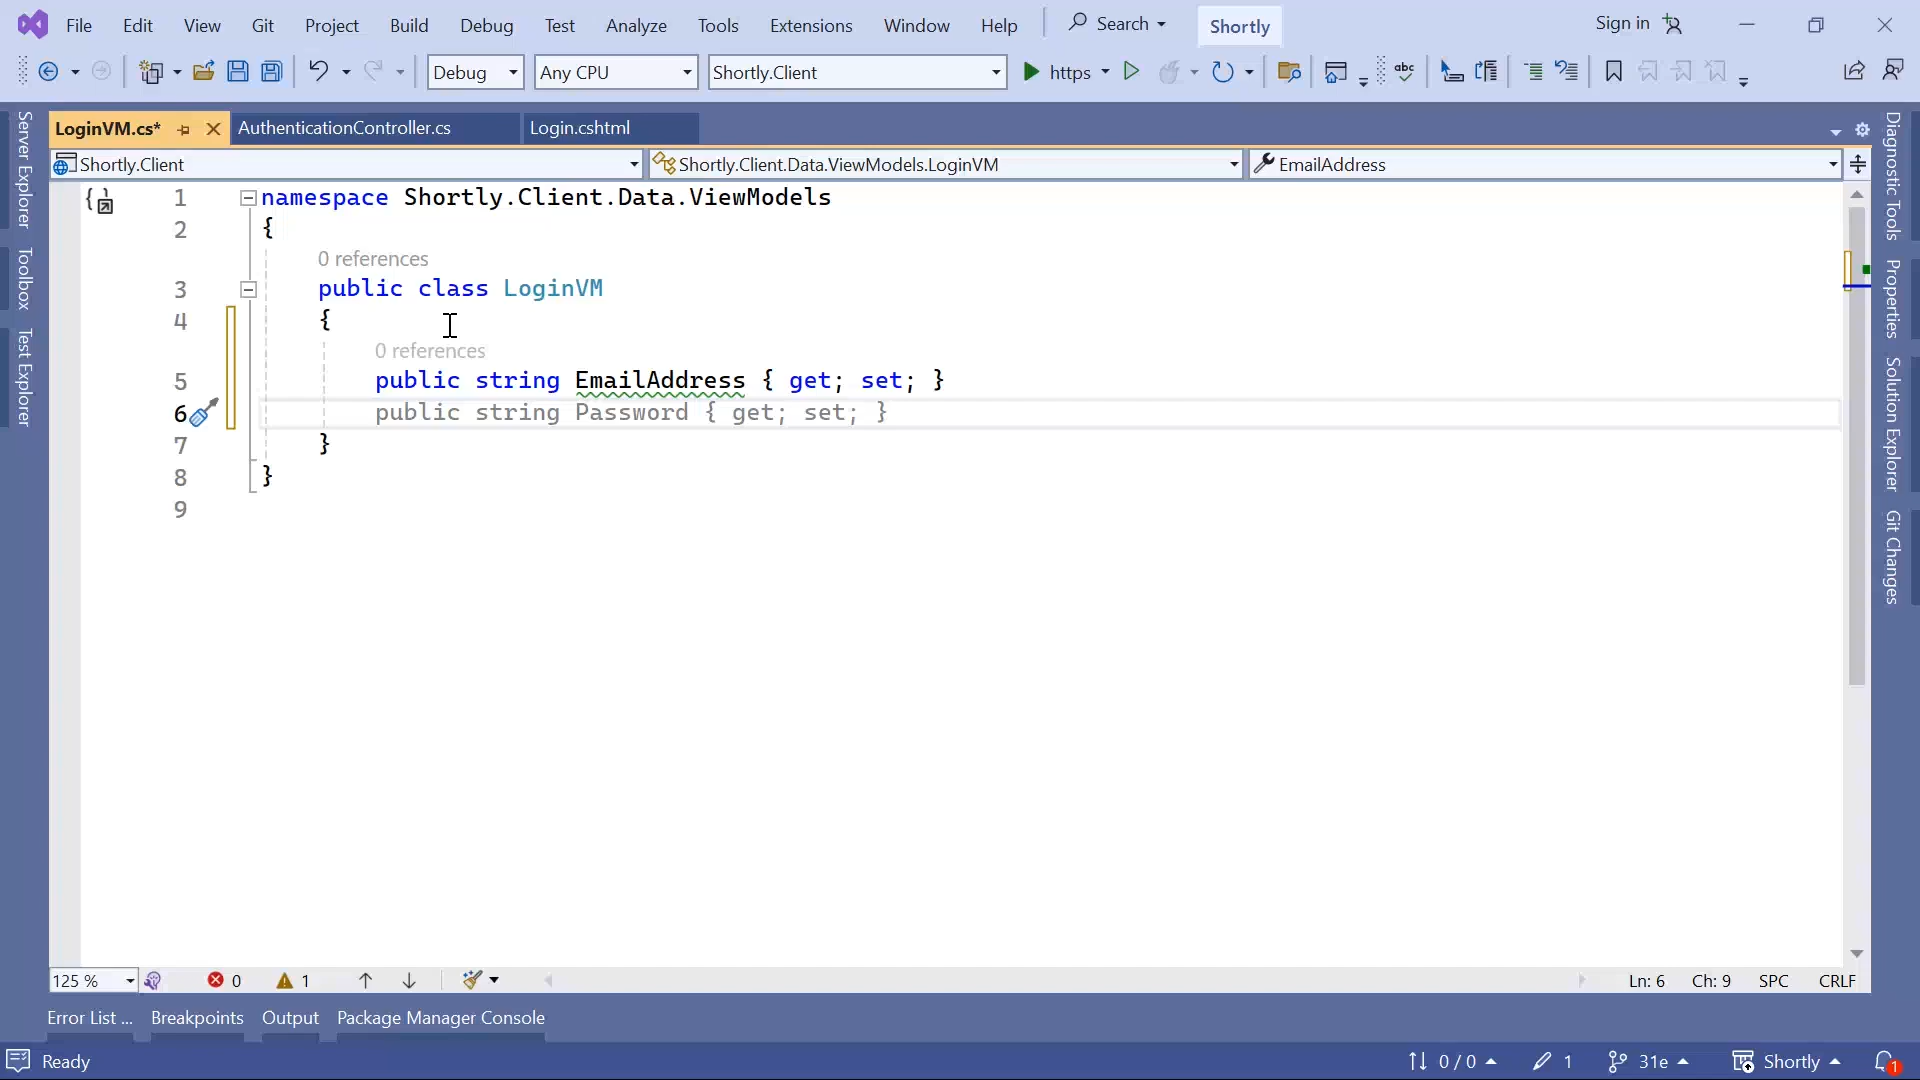 File Edit View Git Project Build Debug Test Analyze Tools Extensions Window Help Search Shortly Sign in
Debug Any CPU Shortly.Client https abc
LoginVM.cs* AuthenticationController.cs Login.cshtml
Shortly.Client Shortly.Client.Data.ViewModels.LoginVM EmailAddress
Server Explorer
Toolbox
Test Explorer
1 namespace Shortly.Client.Data.ViewModels
2 {
0 references
3 public class LoginVM
4 {
0 references
5 public string EmailAddress { get; set; }
6 public string Password { get; set; }
7 }
8 }
9
Diagnostic Tools
Properties
Solution Explorer
Git Changes
125 % 0 1 Ln: 6 Ch: 9 SPC CRLF
Error List ... Breakpoints Output Package Manager Console
Ready 0 / 0 1 31e Shortly 1